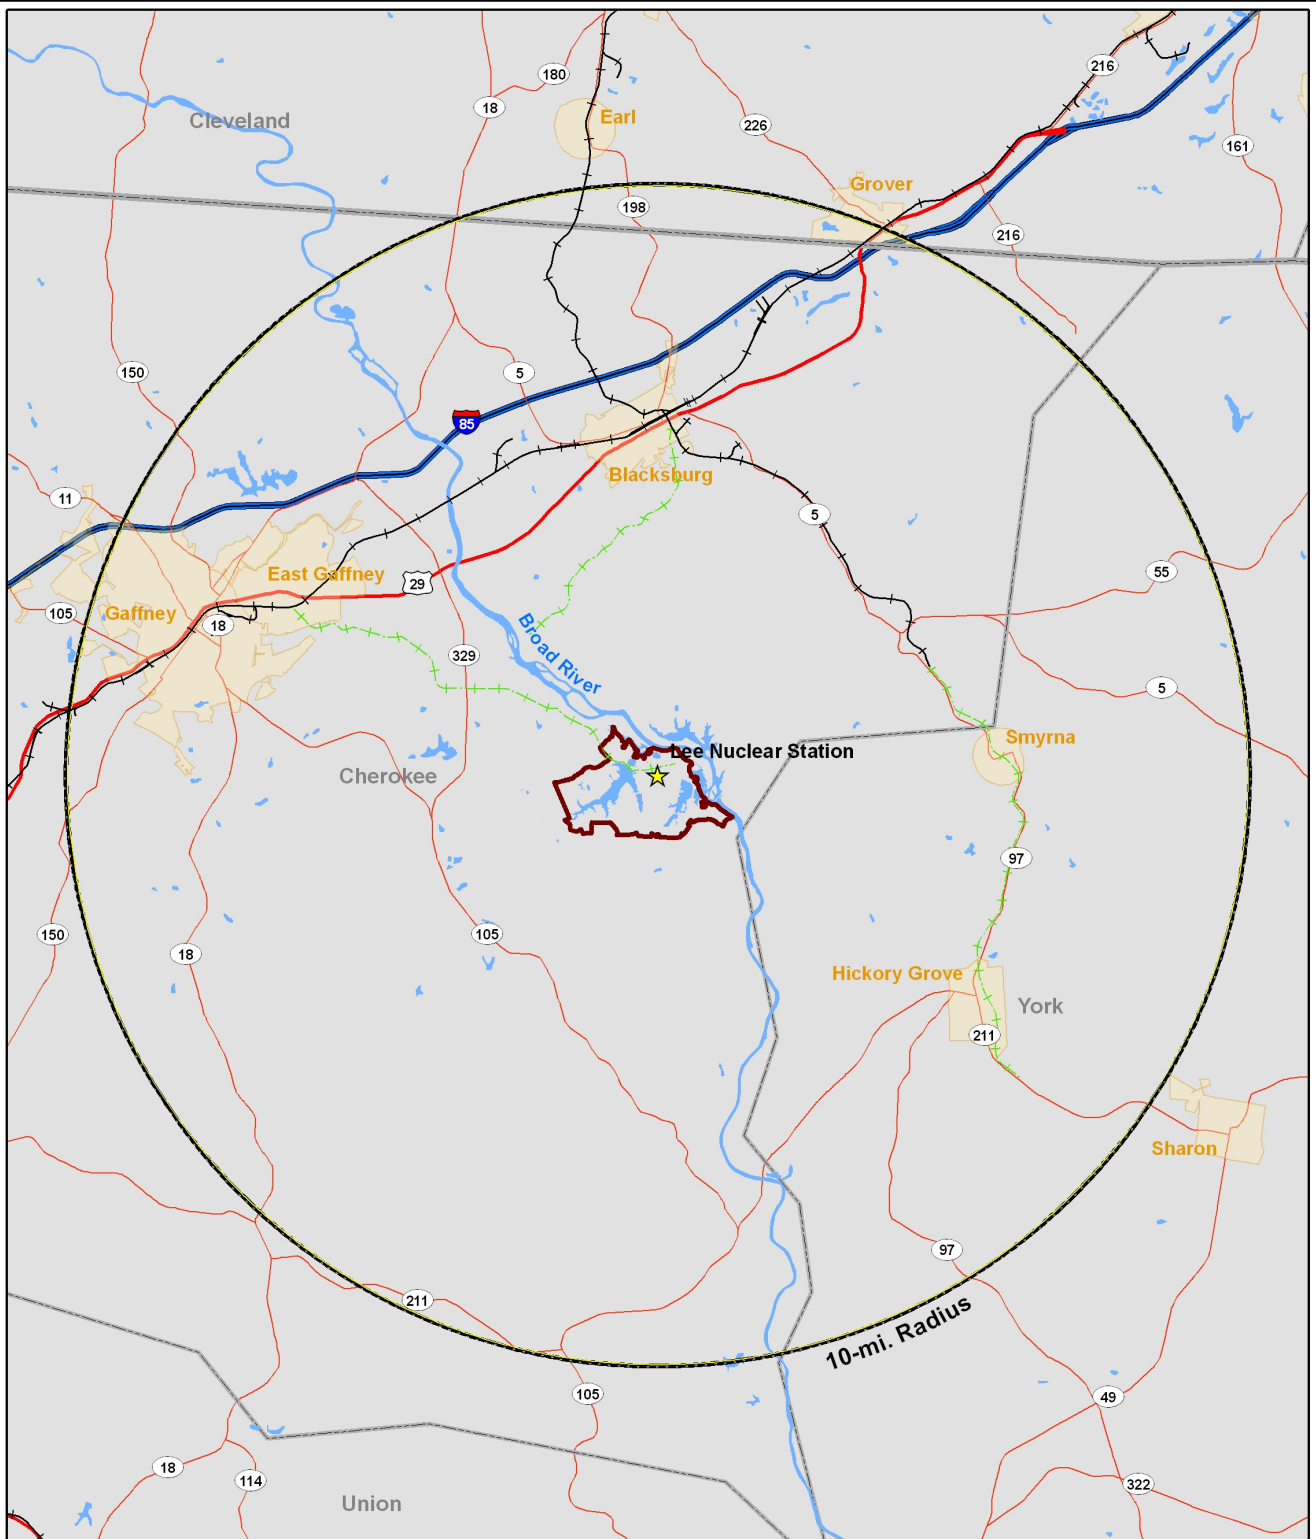 216
180
18
Earl
Cleveland
226
161
Grover
198
216
150
5
85
Blacksburg
11
5
55
East Gaffney
29
105
Gaffney
18
Broad River
329
5
Smyrna
Lee Nuclear Station
Cherokee
97
150
105
18
Hickory Grove
York
211
Sharon
97
211
10-mi. Radius
105
49
18
114
322
Union